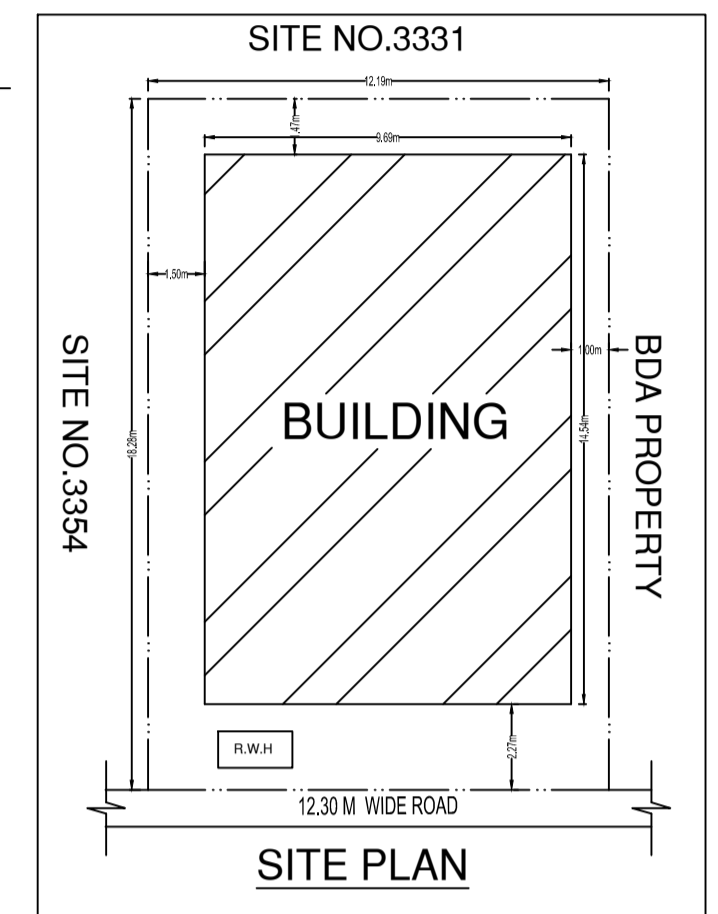 SITE NO.3331
12.19m
1.47m
9.69m
1.50m
1.00m
SITE NO.3354
18.28m
BUILDING
14.54m
BDA PROPERTY
R.W.H
2.27m
12.30 M WIDE ROAD
SITE PLAN